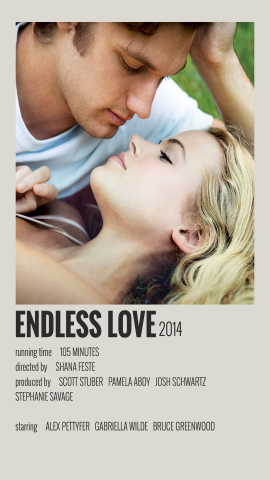 ENDLESS LOVE 2014
running time 105 MINUTES
directed by SHANA FESTE
produced by SCOTT STUBER PAMELA ABDY JOSH SCHWARTZ
STEPHANIE SAVAGE
starring ALEX PETTYFER GABRIELLA WILDE BRUCE GREENWOOD